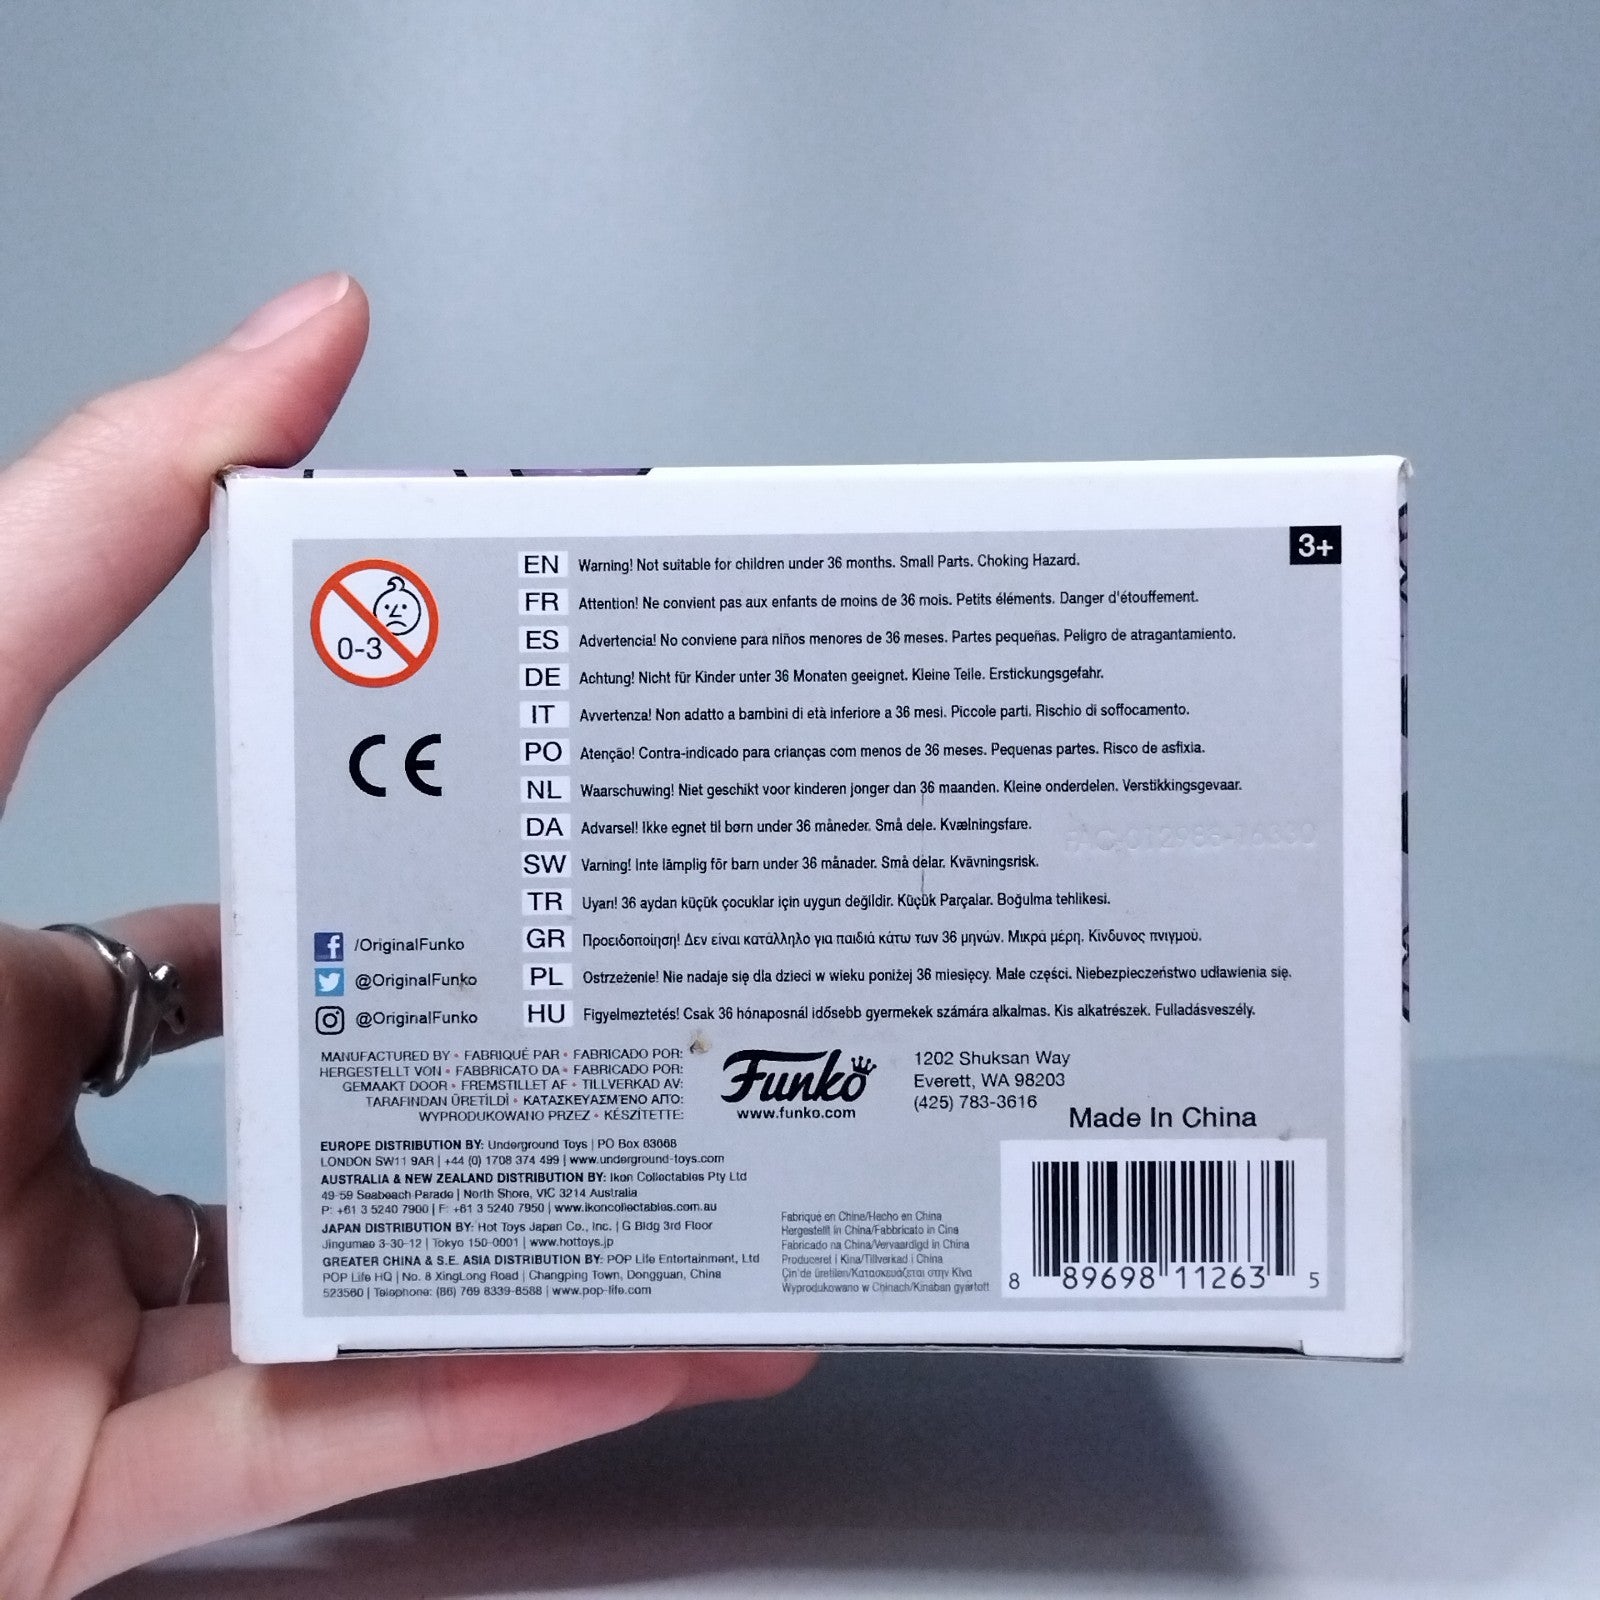 3+
0-3
CE
EN Warning! Not suitable for children under 36 months. Small Parts. Choking Hazard.
FR Attention! Ne convient pas aux enfants de moins de 36 mois. Petits éléments. Danger d'étouffement.
ES Advertencia! No conviene para niños menores de 36 meses. Partes pequeñas. Peligro de atragantamiento.
DE Achtung! Nicht für Kinder unter 36 Monaten geeignet. Kleine Teile. Erstickungsgefahr.
IT Avvertenza! Non adatto a bambini di età inferiore a 36 mesi. Piccole parti. Rischio di soffocamento.
PO Atenção! Contra-indicado para crianças com menos de 36 meses. Pequenas partes. Risco de asfixia.
NL Waarschuwing! Niet geschikt voor kinderen jonger dan 36 maanden. Kleine onderdelen. Verstikkingsgevaar.
DA Advarsel! Ikke egnet til børn under 36 måneder. Små dele. Kvælningsfare.
SW Varning! Inte lämplig för barn under 36 månader. Små delar. Kvävningsrisk.
TR Uyarı! 36 aydan küçük çocuklar için uygun değildir. Küçük Parçalar. Boğulma tehlikesi.
GR Προειδοποίηση! Δεν είναι κατάλληλο για παιδιά κάτω των 36 μηνών. Μικρά μέρη. Κίνδυνος πνιγμού.
PL Ostrzeżenie! Nie nadaje się dla dzieci w wieku poniżej 36 miesięcy. Małe części. Niebezpieczeństwo udławienia się.
HU Figyelmeztetés! Csak 36 hónaposnál idősebb gyermekek számára alkalmas. Kis alkatrészek. Fulladásveszély.
/OriginalFunko
@OriginalFunko
@OriginalFunko
MANUFACTURED BY • FABRIQUÉ PAR • FABRICADO POR:
HERGESTELLT VON • FABBRICATO DA • FABRICADO POR:
GEMAAKT DOOR • FREMSTILLET AF • TILLVERKAD AV:
TARAFINDAN ÜRETİLDİ • ΚΑΤΑΣΚΕΥΑΣΜΈΝΟ ΑΠΌ:
WYPRODUKOWANO PRZEZ • KÉSZÍTETTE:
Funko
www.funko.com
1202 Shuksan Way
Everett, WA 98203
(425) 783-3616
Made In China
EUROPE DISTRIBUTION BY: Underground Toys | PO Box 63668
LONDON SW11 9AR | +44 (0) 1708 374 499 | www.underground-toys.com
AUSTRALIA & NEW ZEALAND DISTRIBUTION BY: Ikon Collectables Pty Ltd
49-59 Seabeach Parade | North Shore, VIC 3214 Australia
P: +61 3 5240 7900 | F: +61 3 5240 7950 | www.ikoncollectables.com.au
JAPAN DISTRIBUTION BY: Hot Toys Japan Co., Inc. | G Bldg 3rd Floor
Jingumae 3-30-12 | Tokyo 150-0001 | www.hottoys.jp
GREATER CHINA & S.E. ASIA DISTRIBUTION BY: POP Life Entertainment, Ltd
POP Life HQ | No. 8 XingLong Road | Changping Town, Dongguan, China
523560 | Telephone: (86) 769 8339-8588 | www.pop-life.com
Fabriqué en Chine/Hecho en China
Hergestellt in China/Fabbricato in Cina
Fabricado na China/Vervaardigd in China
Produceret i Kina/Tillverkad i China
Çin'de üretilen/Κατασκευάζεται στην Κίνα
Wyprodukowano w Chinach/Kínában gyártott
8 89698 11263 5